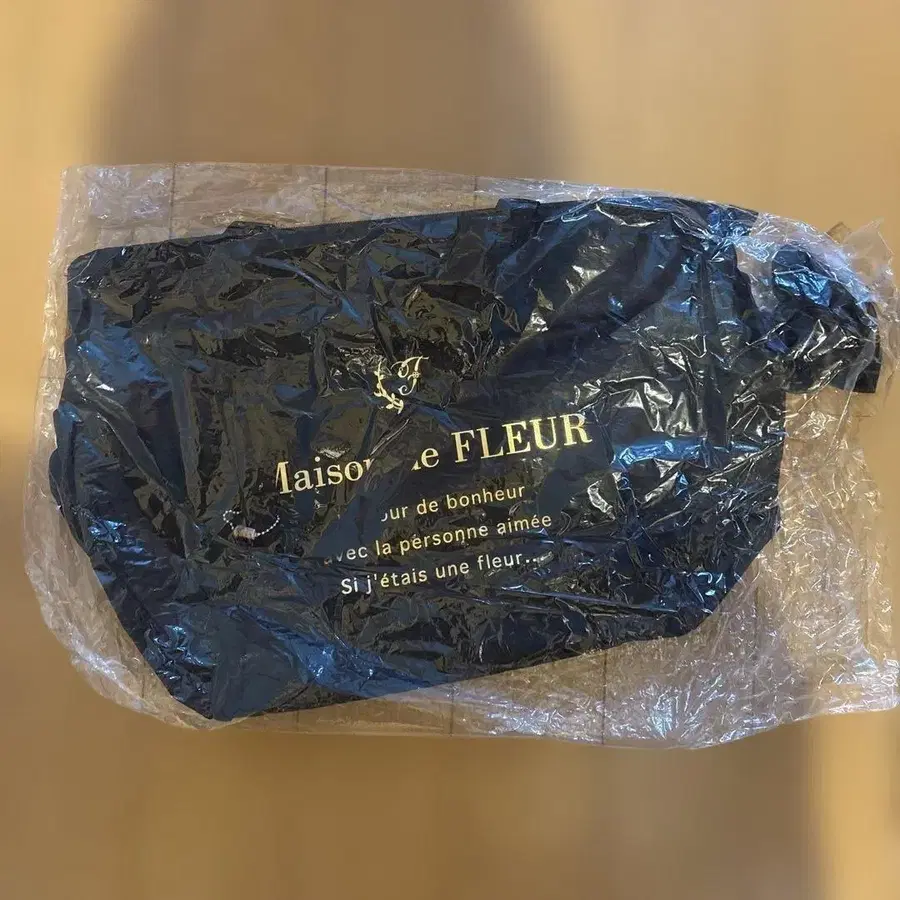 Maison de FLEUR
our de bonheur
avec la personne aimée
Si j'étais une fleur...